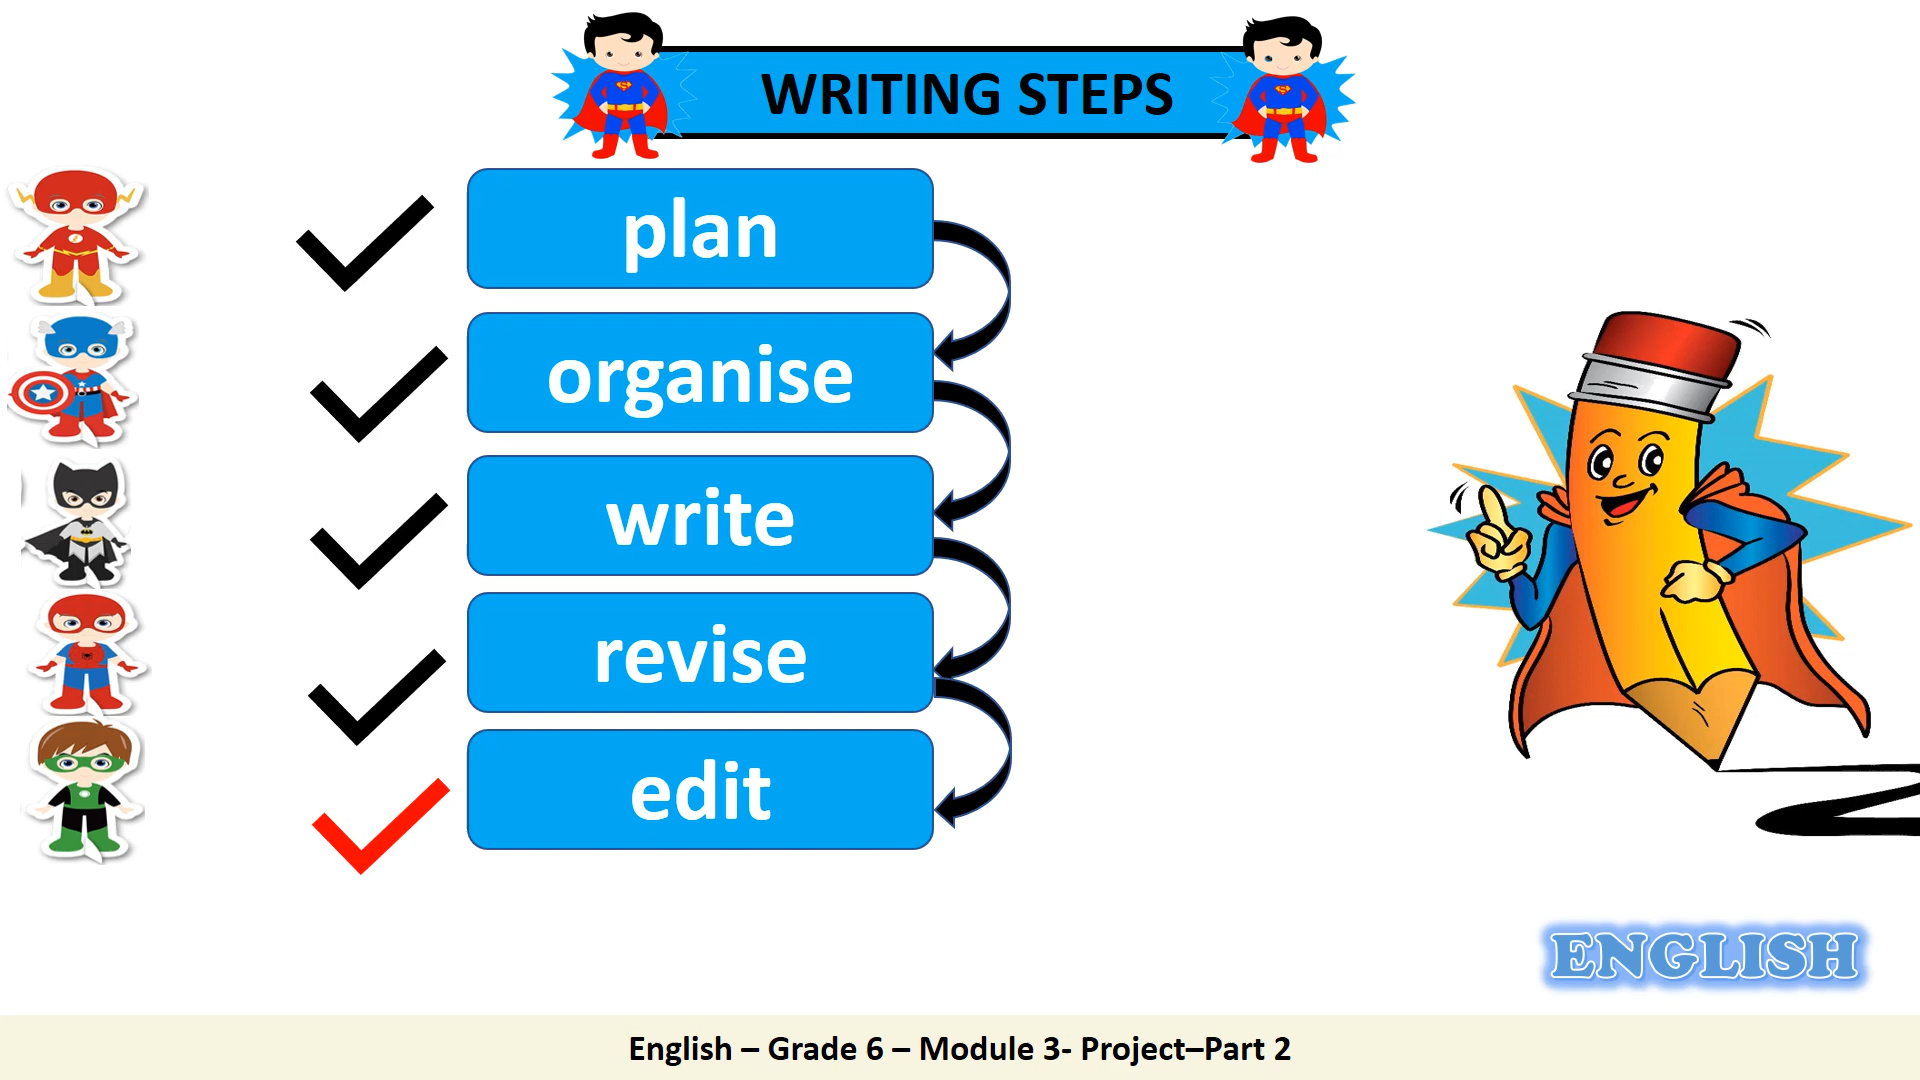 WRITING STEPS
plan
organise
write
revise
edit
ENGLISH
English – Grade 6 – Module 3- Project–Part 2